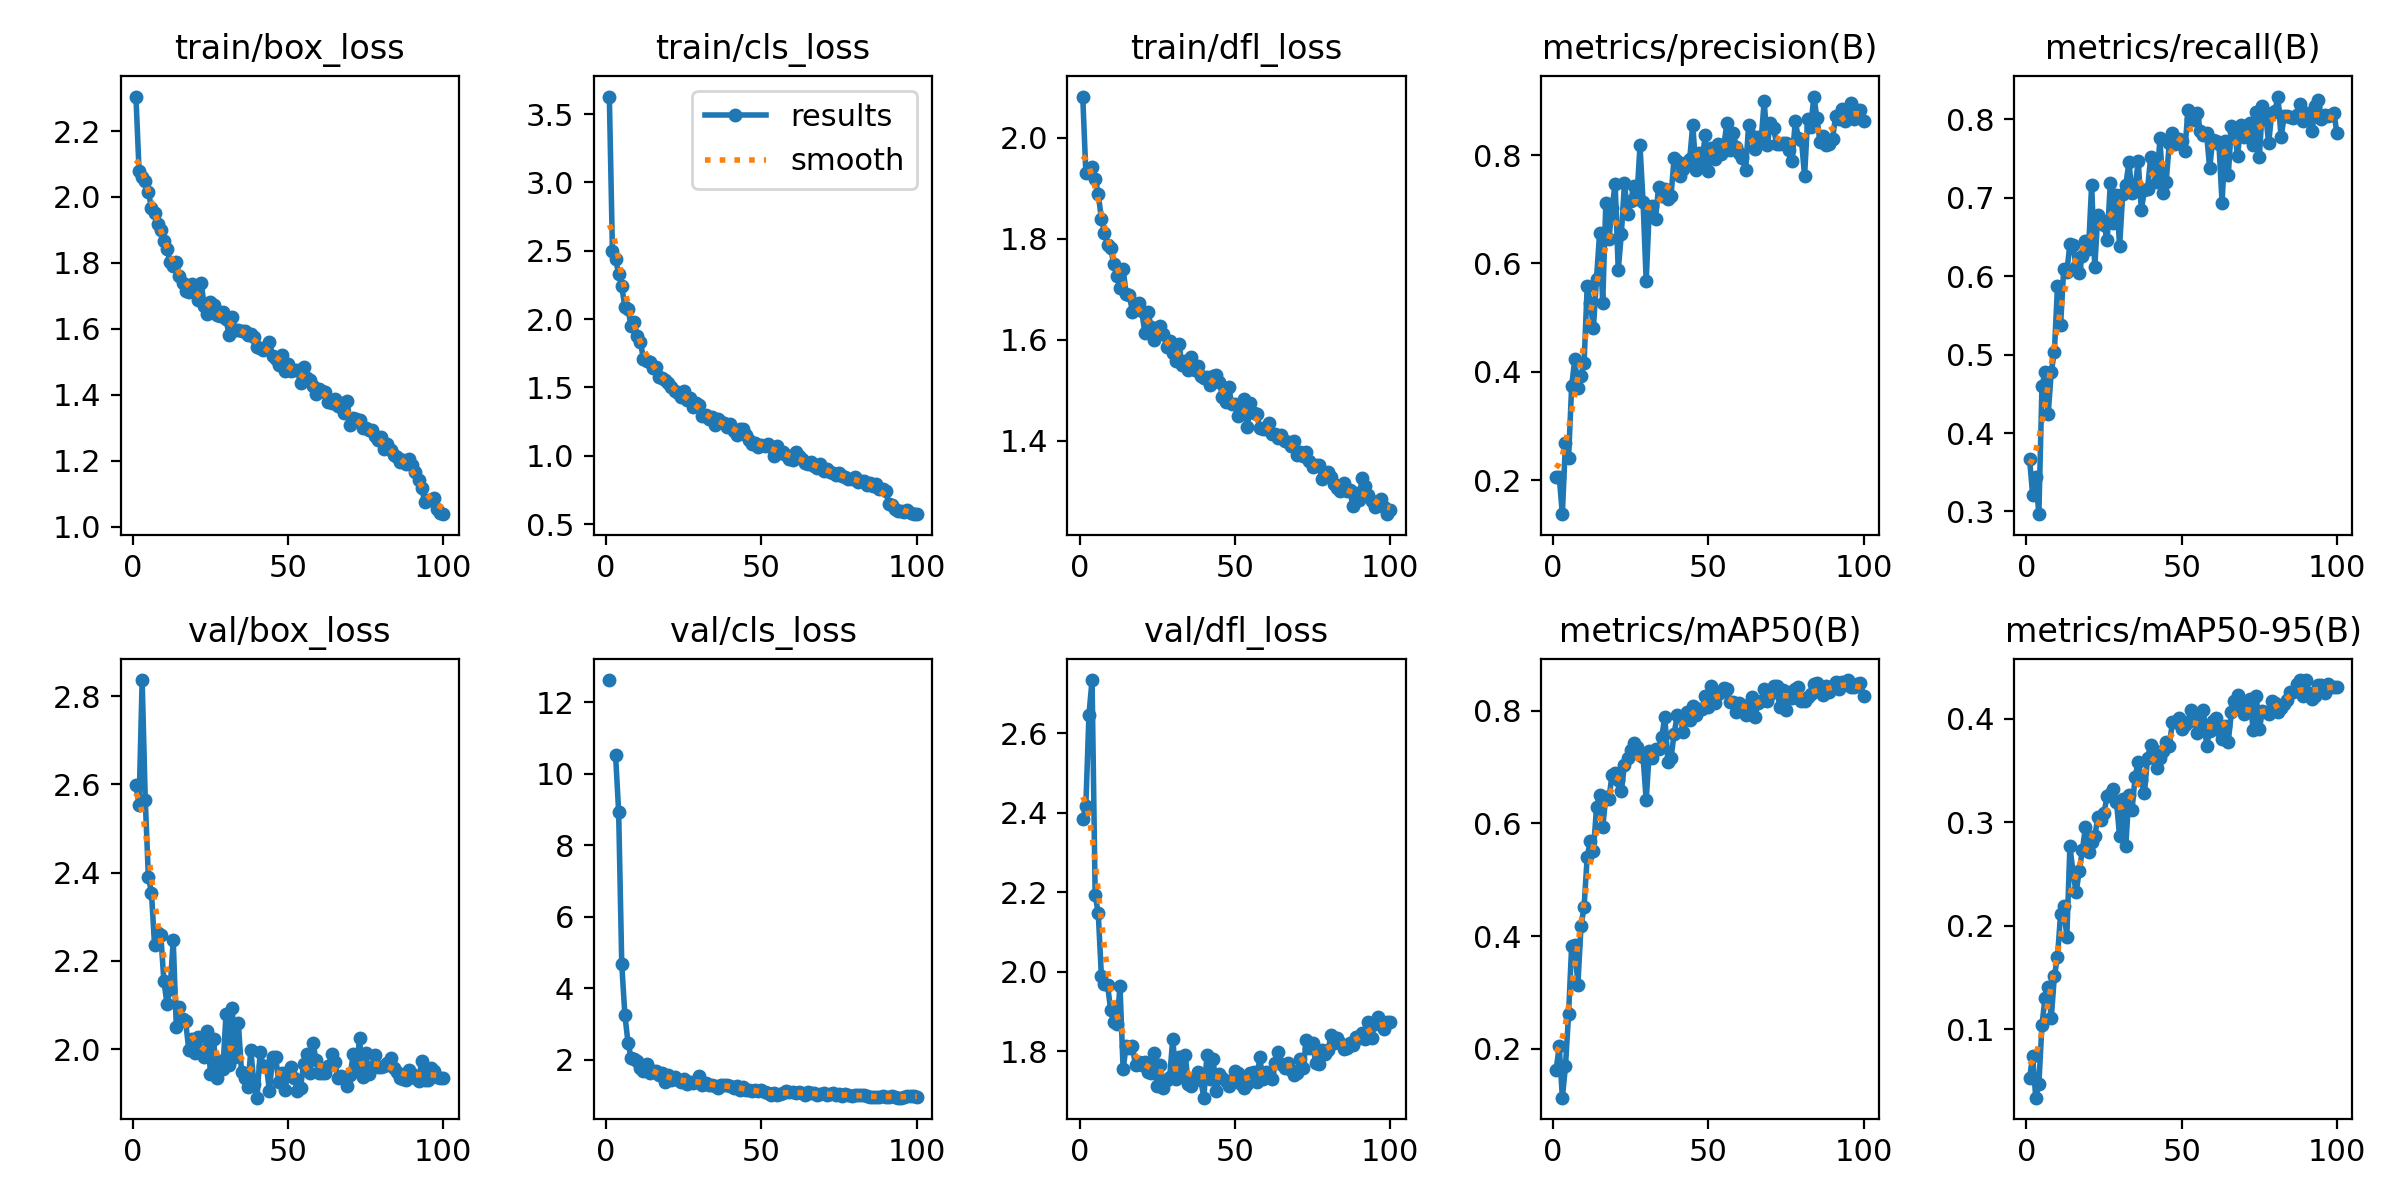 train/box_loss
train/cls_loss
train/dfl_loss
metrics/precision(B)
metrics/recall(B)
results
smooth
2.2
2.0
1.8
1.6
1.4
1.2
1.0
0 50 100
3.5
3.0
2.5
2.0
1.5
1.0
0.5
0 50 100
2.0
1.8
1.6
1.4
0 50 100
0.8
0.6
0.4
0.2
0 50 100
0.8
0.7
0.6
0.5
0.4
0.3
0 50 100
val/box_loss
val/cls_loss
val/dfl_loss
metrics/mAP50(B)
metrics/mAP50-95(B)
2.8
2.6
2.4
2.2
2.0
0 50 100
12
10
8
6
4
2
0 50 100
2.6
2.4
2.2
2.0
1.8
0 50 100
0.8
0.6
0.4
0.2
0 50 100
0.4
0.3
0.2
0.1
0 50 100